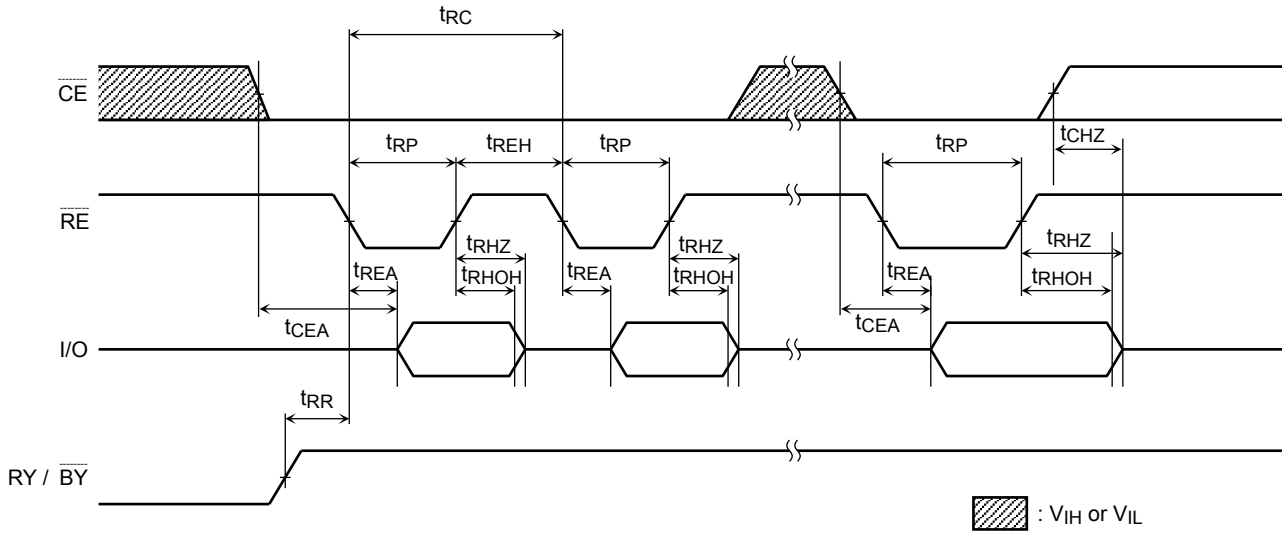 tRC
CE
tRP tREH tRP tRP tCHZ
RE
tRHZ tRHZ tRHZ
tREA tRHOH tREA tRHOH tREA tRHOH
tCEA tCEA
I/O
tRR
RY / BY
: VIH or VIL